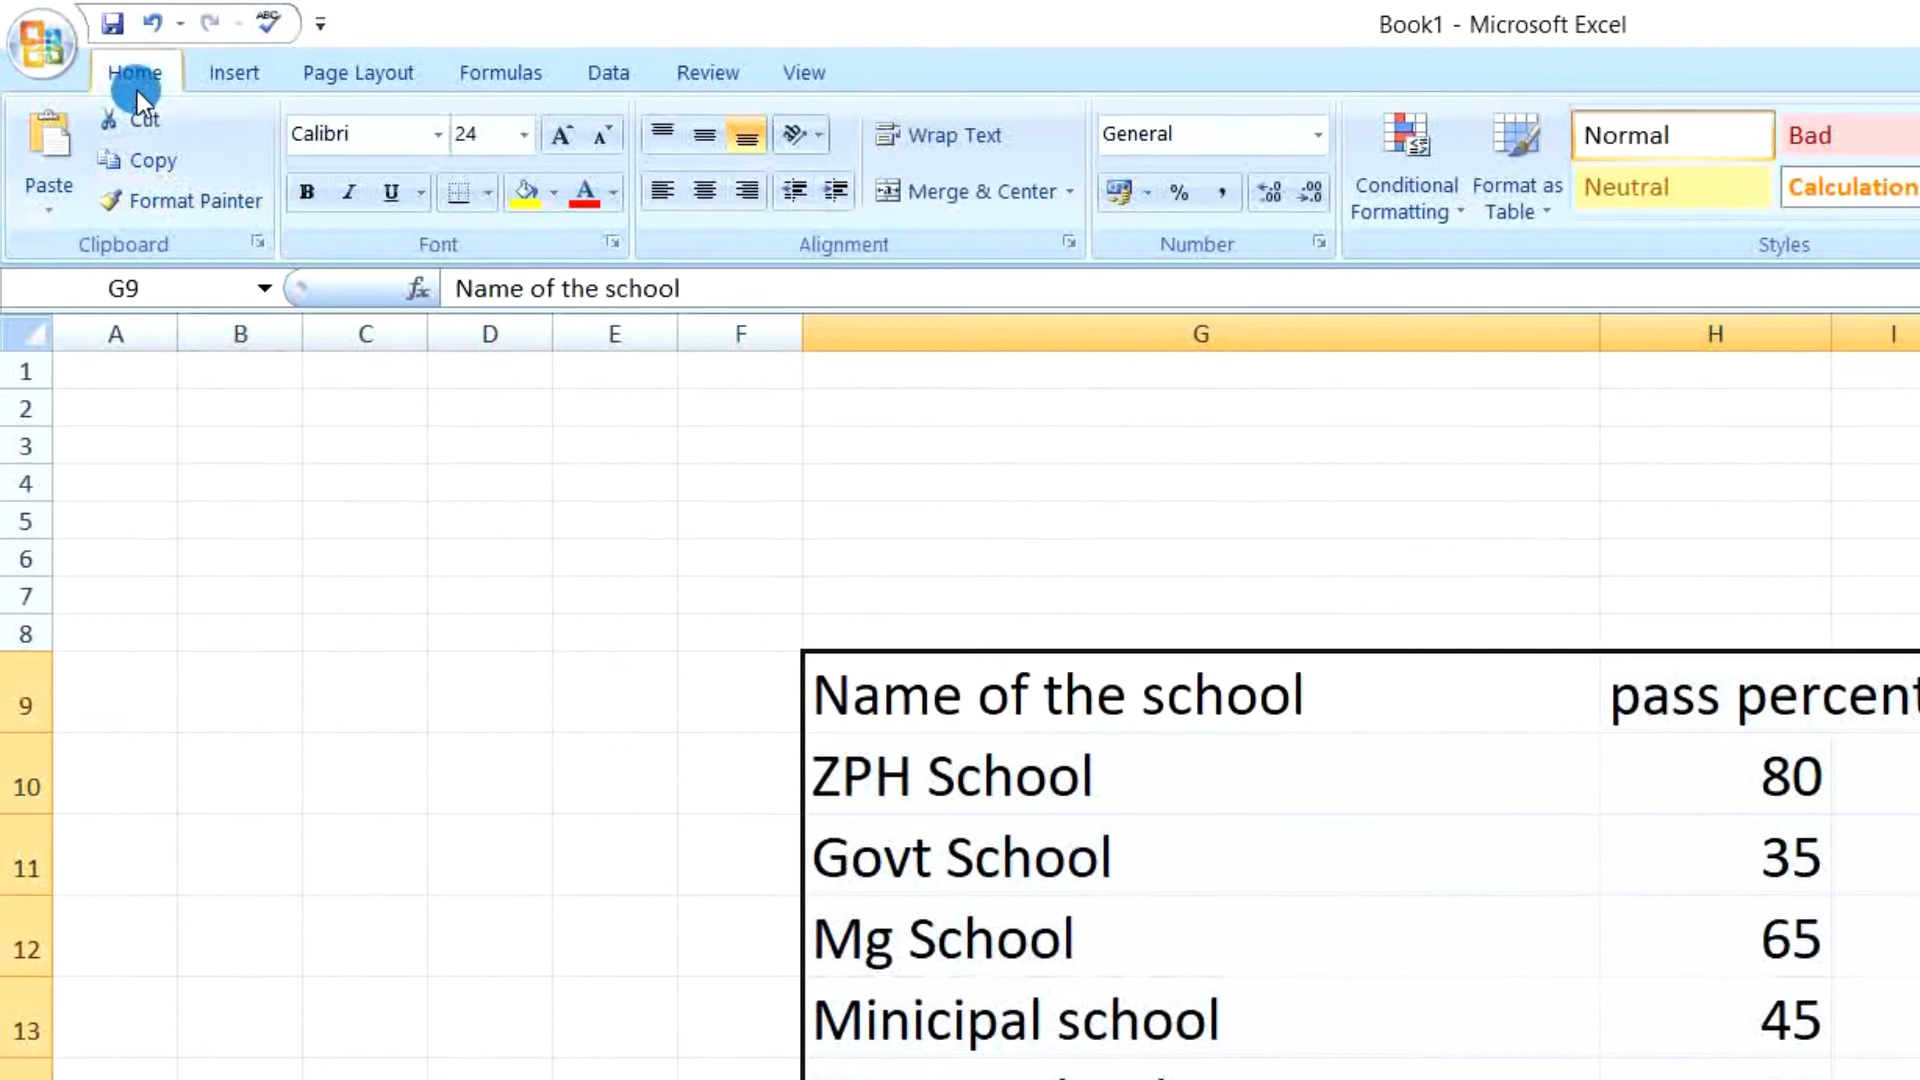 ABC
Book1 - Microsoft Excel
Home Insert Page Layout Formulas Data Review View
Paste
Cut
Copy
Format Painter
Clipboard
Calibri 24
B I U
Font
Wrap Text
Merge & Center
Alignment
General
% ,
Number
Conditional Formatting
Format as Table
Normal Bad
Neutral Calculation
Styles
G9 fx Name of the school
A B C D E F G H I
1
2
3
4
5
6
7
8
9 Name of the school pass percent
10 ZPH School 80
11 Govt School 35
12 Mg School 65
13 Minicipal school 45